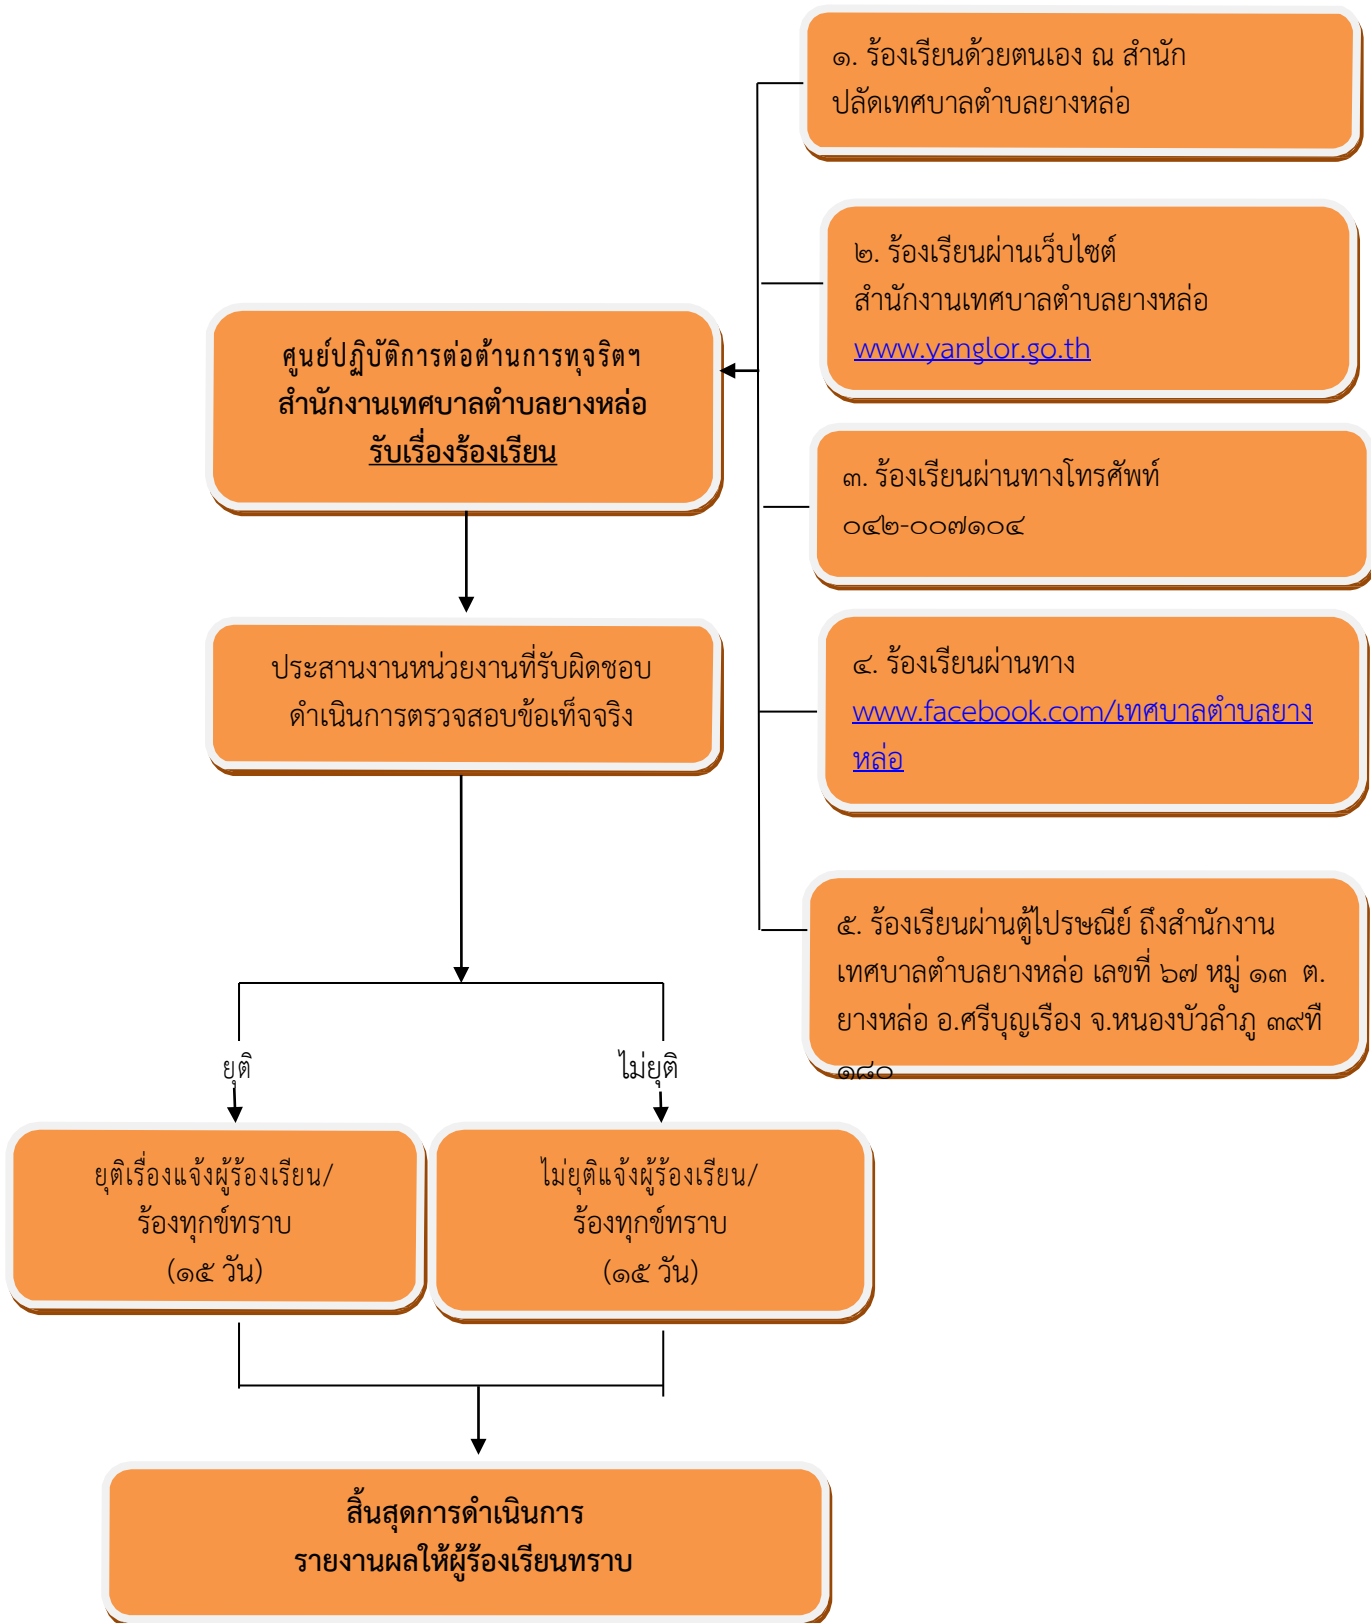 ๑. ร้องเรียนด้วยตนเอง ณ สำนัก
ปลัดเทศบาลตำบลยางหล่อ
๒. ร้องเรียนผ่านเว็บไซต์
สำนักงานเทศบาลตำบลยางหล่อ
www.yanglor.go.th
ศูนย์ปฏิบัติการต่อต้านการทุจริตฯ
สำนักงานเทศบาลตำบลยางหล่อ
รับเรื่องร้องเรียน
๓. ร้องเรียนผ่านทางโทรศัพท์
๐๔๒-๐๐๗๑๐๔
ประสานงานหน่วยงานที่รับผิดชอบ
ดำเนินการตรวจสอบข้อเท็จจริง
๔. ร้องเรียนผ่านทาง
www.facebook.com/เทศบาลตำบลยาง
หล่อ
๕. ร้องเรียนผ่านตู้ไปรษณีย์ ถึงสำนักงาน
เทศบาลตำบลยางหล่อ เลขที่ ๖๗ หมู่ ๑๓ ต.
ยางหล่อ อ.ศรีบุญเรือง จ.หนองบัวลำภู ๓๙ที
๑๘๐
ยุติ
ไม่ยุติ
ยุติเรื่องแจ้งผู้ร้องเรียน/
ร้องทุกข์ทราบ
(๑๕ วัน)
ไม่ยุติแจ้งผู้ร้องเรียน/
ร้องทุกข์ทราบ
(๑๕ วัน)
สิ้นสุดการดำเนินการ
รายงานผลให้ผู้ร้องเรียนทราบ